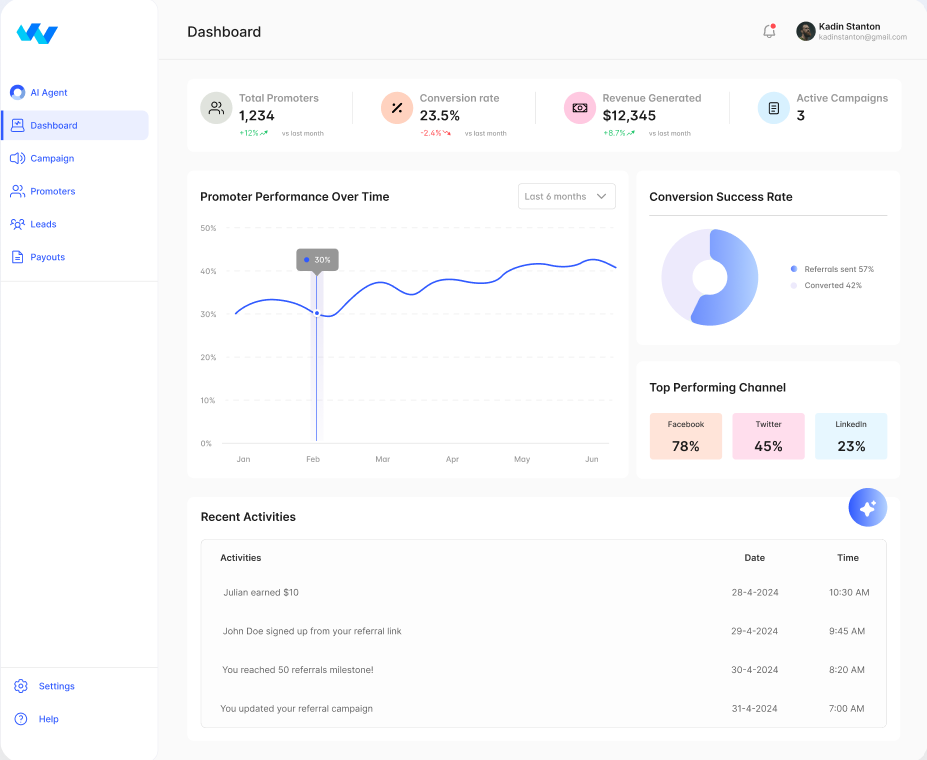 Dashboard
Kadin Stanton
kadinstanton@gmail.com
AI Agent
Dashboard
Campaign
Promoters
Leads
Payouts
Settings
Help
Total Promoters
1,234
+12% vs last month
Conversion rate
23.5%
-2.4% vs last month
Revenue Generated
$12,345
+8.7% vs last month
Active Campaigns
3
Promoter Performance Over Time
Last 6 months
50%
40%
30%
20%
10%
0%
30%
Jan Feb Mar Apr May Jun
Conversion Success Rate
Referrals sent 57%
Converted 42%
Top Performing Channel
Facebook
78%
Twitter
45%
LinkedIn
23%
Recent Activities
Activities Date Time
Julian earned $10 28-4-2024 10:30 AM
John Doe signed up from your referral link 29-4-2024 9:45 AM
You reached 50 referrals milestone! 30-4-2024 8:20 AM
You updated your referral campaign 31-4-2024 7:00 AM